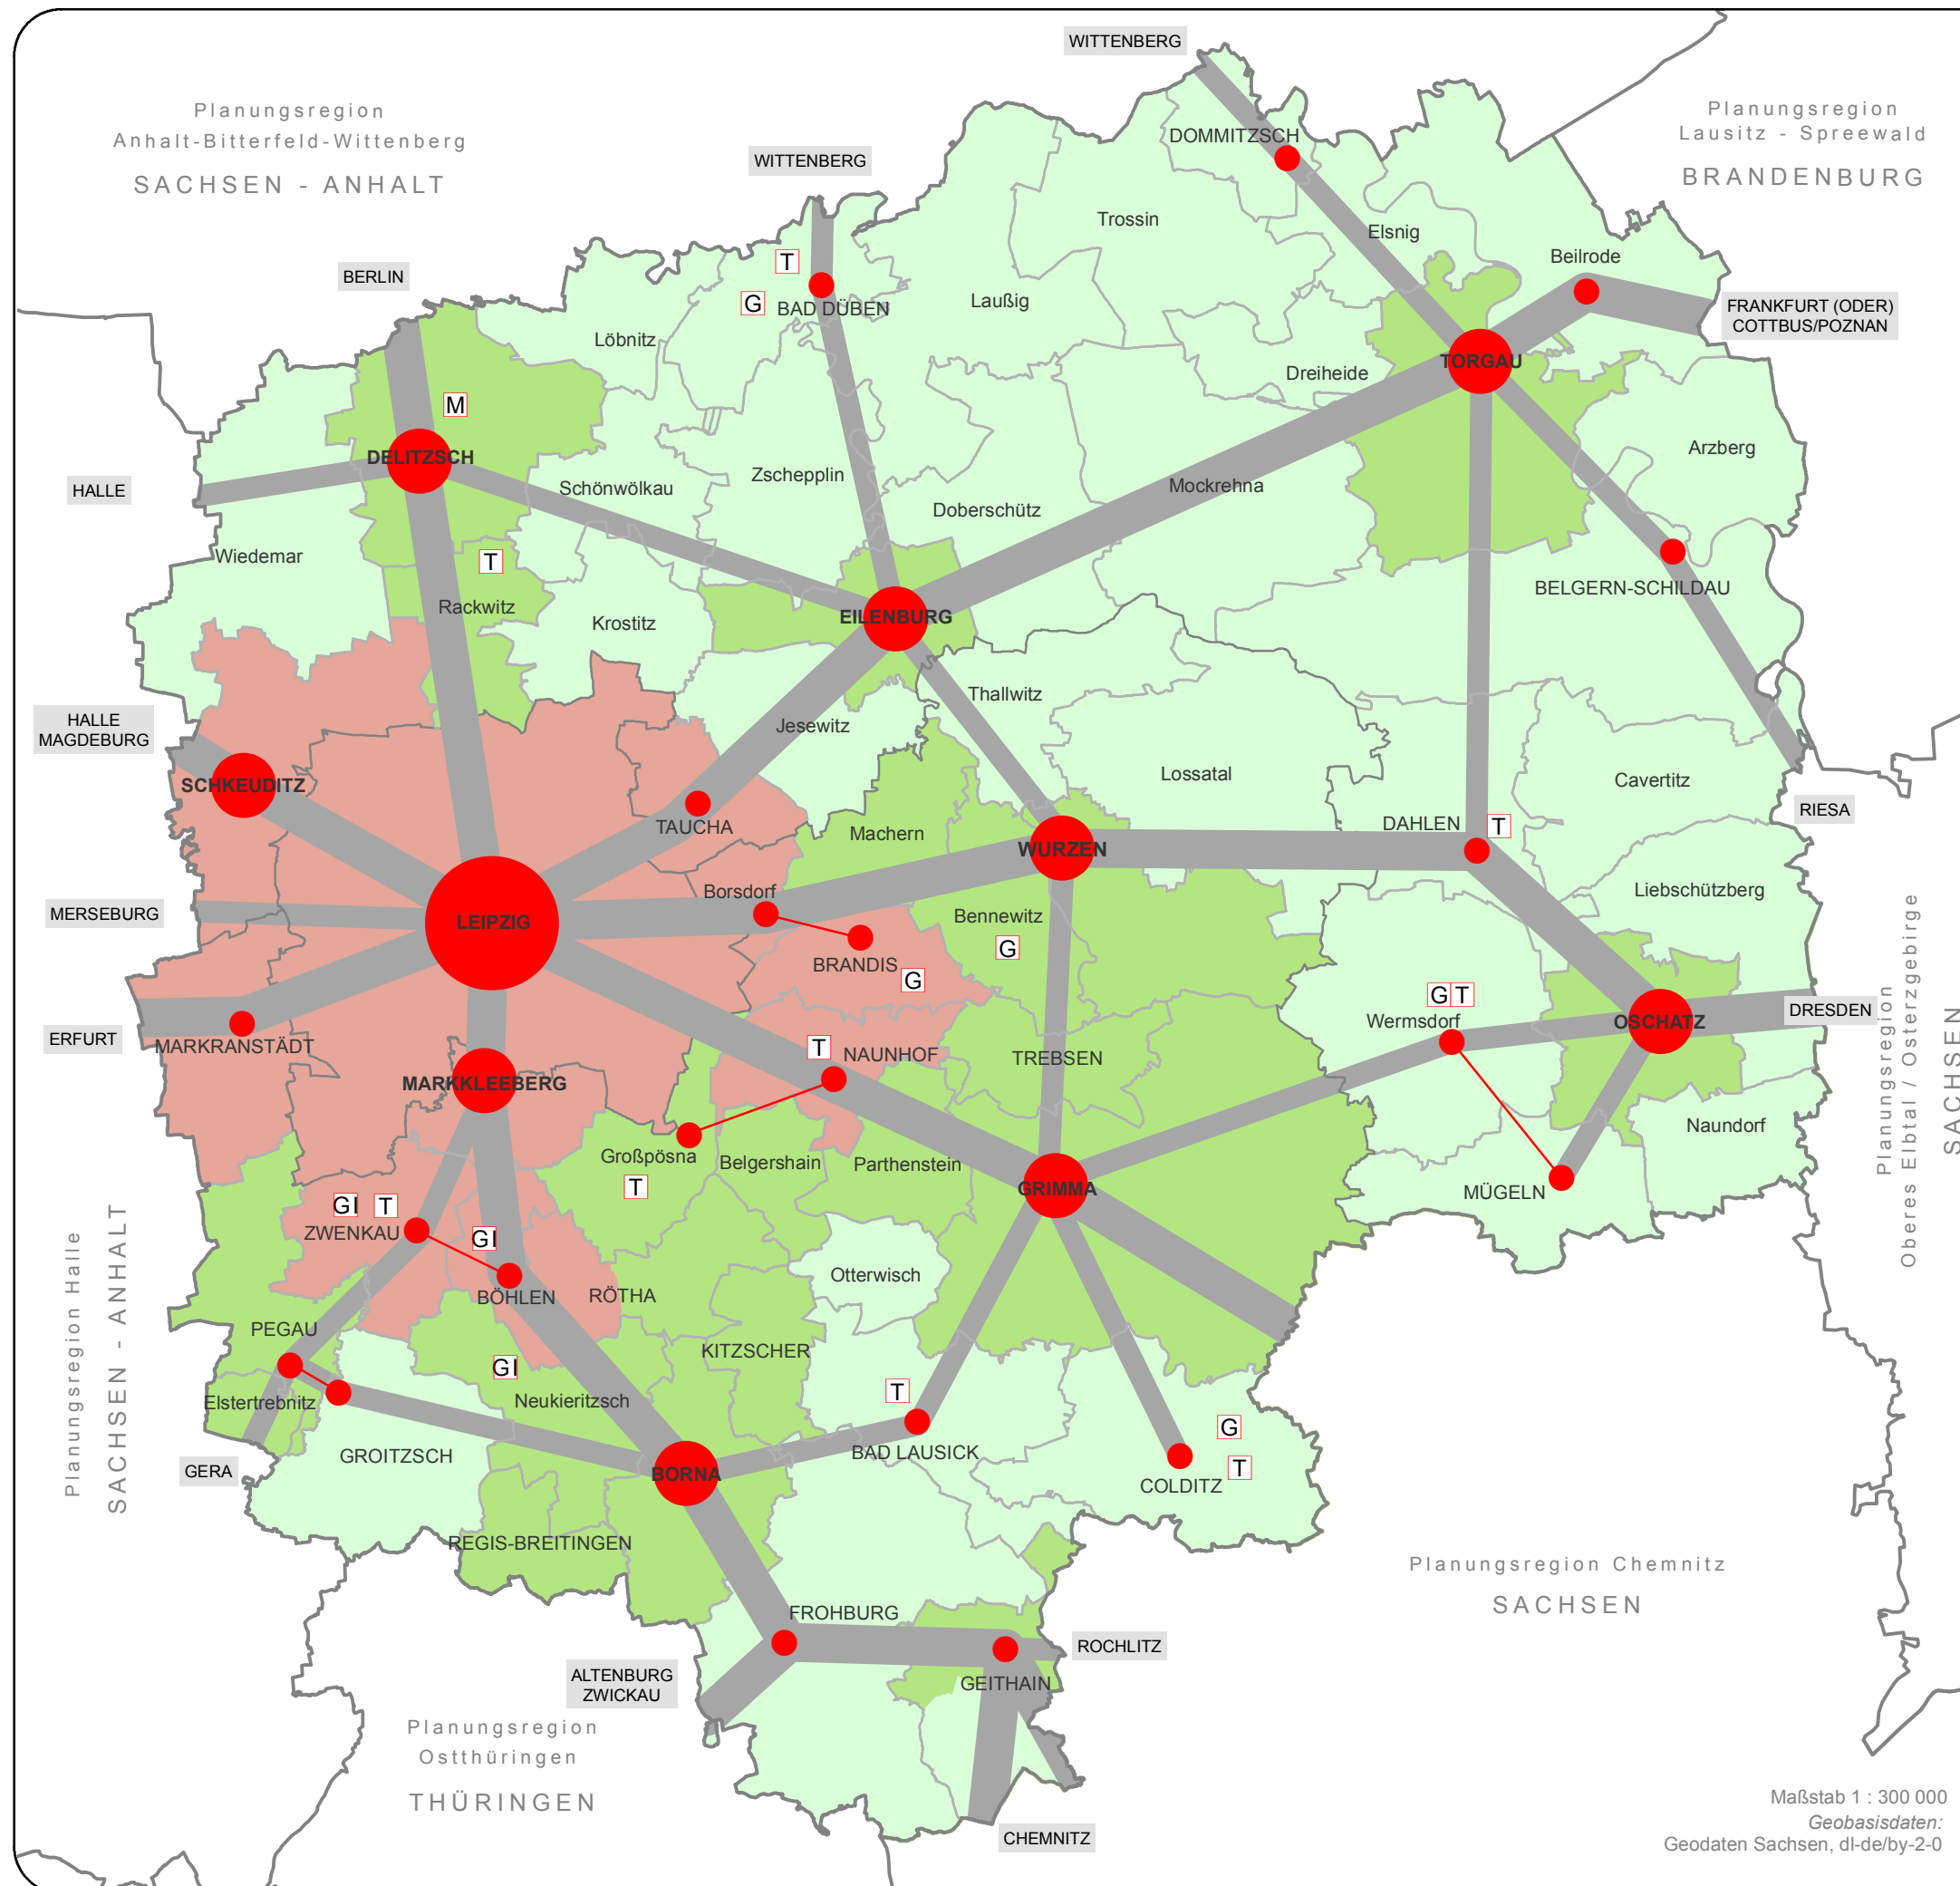 WITTENBERG
Planungsregion
Anhalt-Bitterfeld-Wittenberg
SACHSEN - ANHALT
Planungsregion
Lausitz - Spreewald
BRANDENBURG
DOMMITZSCH
WITTENBERG
Trossin
Elsnig
Beilrode
T
BERLIN
G
BAD DÜBEN
Laußig
FRANKFURT (ODER)
COTTBUS/POZNAN
Löbnitz
TORGAU
Dreiheide
M
Arzberg
DELITZSCH
HALLE
Schönwölkau
Zschepplin
Mockrehna
Doberschütz
Wiedemar
T
BELGERN-SCHILDAU
Rackwitz
Krostitz
EILENBURG
Thallwitz
HALLE
MAGDEBURG
Jesewitz
Lossatal
Cavertitz
SCHKEUDITZ
RIESA
TAUCHA
Machern
DAHLEN
T
WURZEN
Borsdorf
Liebschützberg
MERSEBURG
LEIPZIG
Bennewitz
G
BRANDIS
G
G T
DRESDEN
Wermsdorf
OSCHATZ
ERFURT
MARKRANSTÄDT
T
NAUNHOF
TREBSEN
MARKKLEEBERG
Planungsregion
Oberes Elbtal / Osterzgebirge
SACHSEN
Naundorf
Großpösna
Belgershain
Parthenstein
T
GRIMMA
MÜGELN
GI
T
ZWENKAU
GI
Otterwisch
BÖHLEN
RÖTHA
Planungsregion Halle
SACHSEN - ANHALT
PEGAU
KITZSCHER
GI
T
Elstertrebnitz
Neukieritzsch
G
GROITZSCH
BAD LAUSICK
GERA
BORNA
T
COLDITZ
REGIS-BREITINGEN
Planungsregion Chemnitz
SACHSEN
FROHBURG
ROCHLITZ
ALTENBURG
ZWICKAU
GEITHAIN
Planungsregion
Ostthüringen
THÜRINGEN
Maßstab 1 : 300 000
Geobasisdaten:
Geodaten Sachsen, dl-de/by-2-0
CHEMNITZ